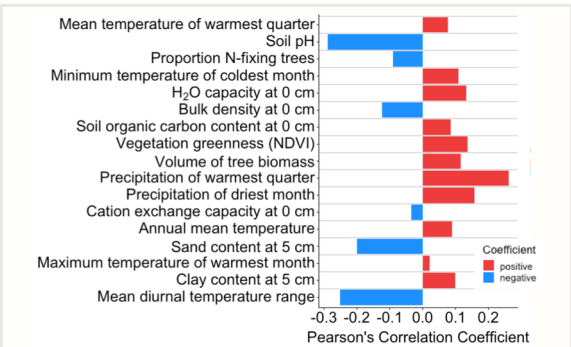 Mean temperature of warmest quarter
Soil pH
Proportion N-fixing trees
Minimum temperature of coldest month
H₂O capacity at 0 cm
Bulk density at 0 cm
Soil organic carbon content at 0 cm
Vegetation greenness (NDVI)
Volume of tree biomass
Precipitation of warmest quarter
Precipitation of driest month
Cation exchange capacity at 0 cm
Annual mean temperature
Sand content at 5 cm
Maximum temperature of warmest month
Clay content at 5 cm
Mean diurnal temperature range
Coefficient
positive
negative
-0.3 -0.2 -0.1 0.0 0.1 0.2
Pearson's Correlation Coefficient